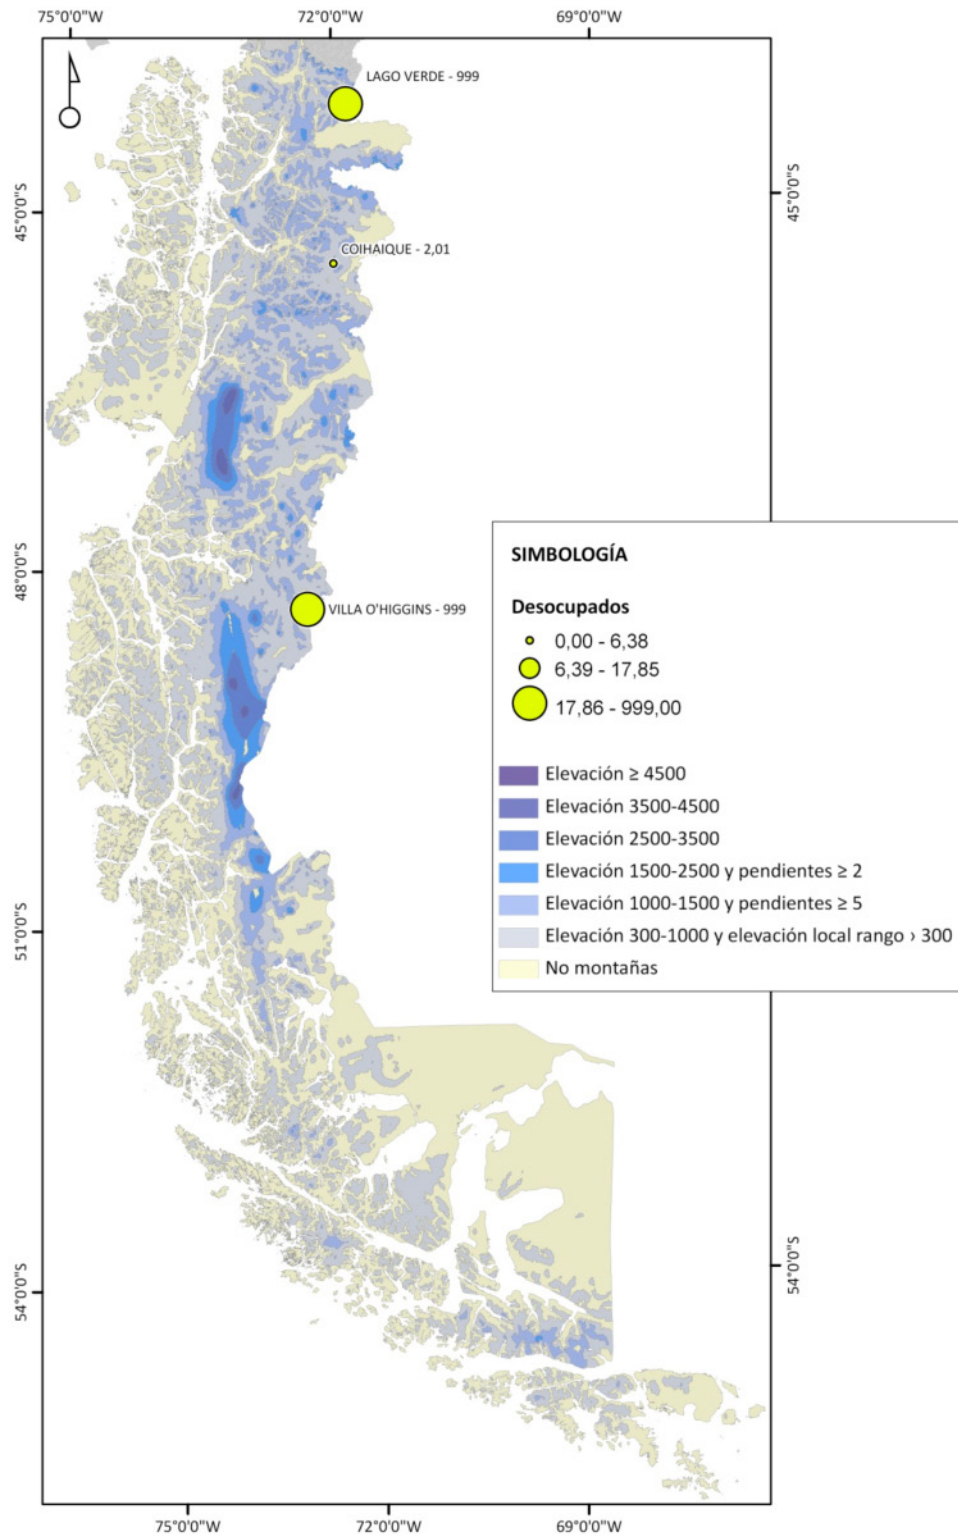 75°0'0"W
72°0'0"W
69°0'0"W
LAGO VERDE - 999
45°0'0"S
45°0'0"S
COIHAIQUE - 2,01
48°0'0"S
VILLA O'HIGGINS - 999
SIMBOLOGÍA
Desocupados
0,00 - 6,38
6,39 - 17,85
17,86 - 999,00
Elevación ≥ 4500
Elevación 3500-4500
Elevación 2500-3500
Elevación 1500-2500 y pendientes ≥ 2
Elevación 1000-1500 y pendientes ≥ 5
Elevación 300-1000 y elevación local rango › 300
No montañas
51°0'0"S
54°0'0"S
54°0'0"S
75°0'0"W
72°0'0"W
69°0'0"W